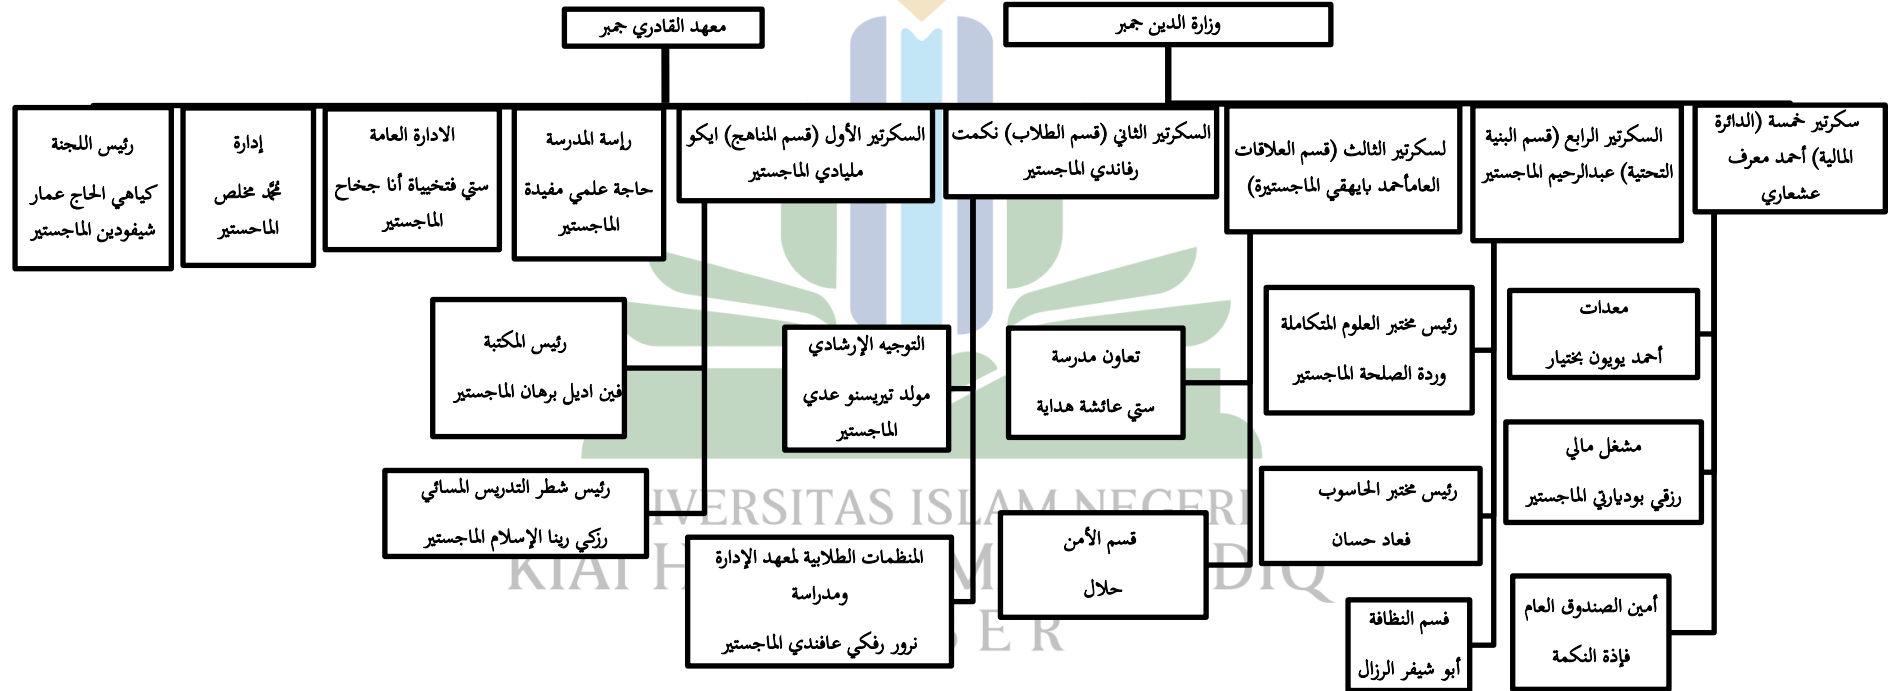 معهد القادري جمبر
وزارة الدين جمبر
رئيس اللجنة
كياهي الحاج عمار
شيفودين الماجستير
إدارة
مُحَّد مخلص
الماحستير
الادارة العامة
ستي فتخيياة أنا جخاح
الماجستير
رإسة المدرسة
حاجة علمي مفيدة
الماجستير
السكرتير الأول (قسم المناهج) ايكو
مليادي الماجستير
السكرتير الثاني (قسم الطلاب) نكمت
رفاندي الماجستير
لسكرتير الثالث (قسم العلاقات
العامأحمد بايهقي الماجستيرة)
السكرتير الرابع (قسم البنية
التحتية) عبدالرحيم الماجستير
سكرتير خمسة (الدائرة
المالية) أحمد معرف
عشعاري
رئيس المكتبة
فين اديل برهان الماجستير
رئيس شطر التدريس المسائي
رزكي رينا الإسلام الماجستير
التوجيه الإرشادي
مولد تيريسنو عدي
الماجستير
المنظمات الطلابية لمعهد الإدارة
ومدراسة
نرور رفكي عافندي الماجستير
تعاون مدرسة
ستي عائشة هداية
قسم الأمن
حلال
رئيس مختبر العلوم المتكاملة
وردة الصلحة الماجستير
رئيس مختبر الحاسوب
فعاد حسان
فسم النظافة
أبو شيفر الرزال
معدات
أحمد يويون بختيار
مشغل مالي
رزقي بوديارتي الماجستير
أمين الصندوق العام
فإذة النكمة
IVERSITAS ISLAM NEGERI
KIAI H M DIQ
B E R